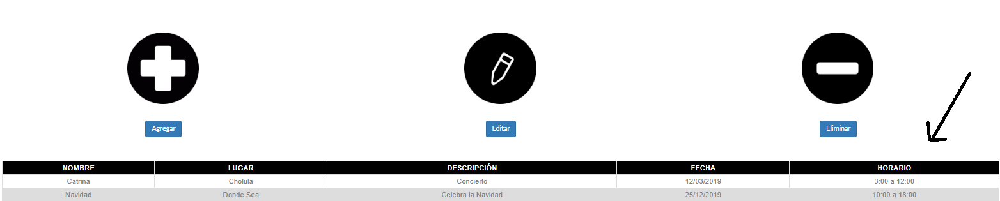 Agregar Editar Eliminar
NOMBRE LUGAR DESCRIPCIÓN FECHA HORARIO
Catrina Cholula Concierto 12/03/2019 3:00 a 12:00
Navidad Donde Sea Celebra la Navidad 25/12/2019 10:00 a 18:00